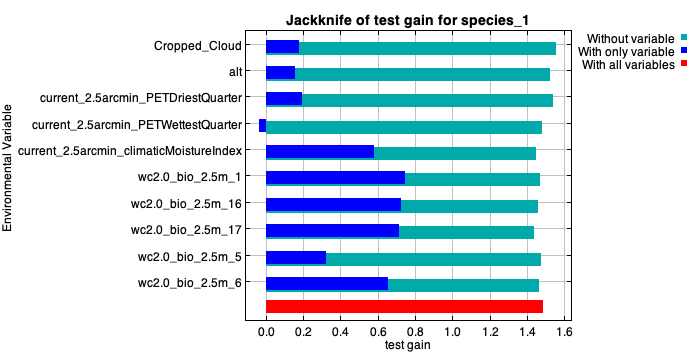 Jackknife of test gain for species_1
Without variable
With only variable
With all variables
Environmental Variable
Cropped_Cloud
alt
current_2.5arcmin_PETDriestQuarter
current_2.5arcmin_PETWettestQuarter
current_2.5arcmin_climaticMoistureIndex
wc2.0_bio_2.5m_1
wc2.0_bio_2.5m_16
wc2.0_bio_2.5m_17
wc2.0_bio_2.5m_5
wc2.0_bio_2.5m_6
0.0 0.2 0.4 0.6 0.8 1.0 1.2 1.4 1.6
test gain